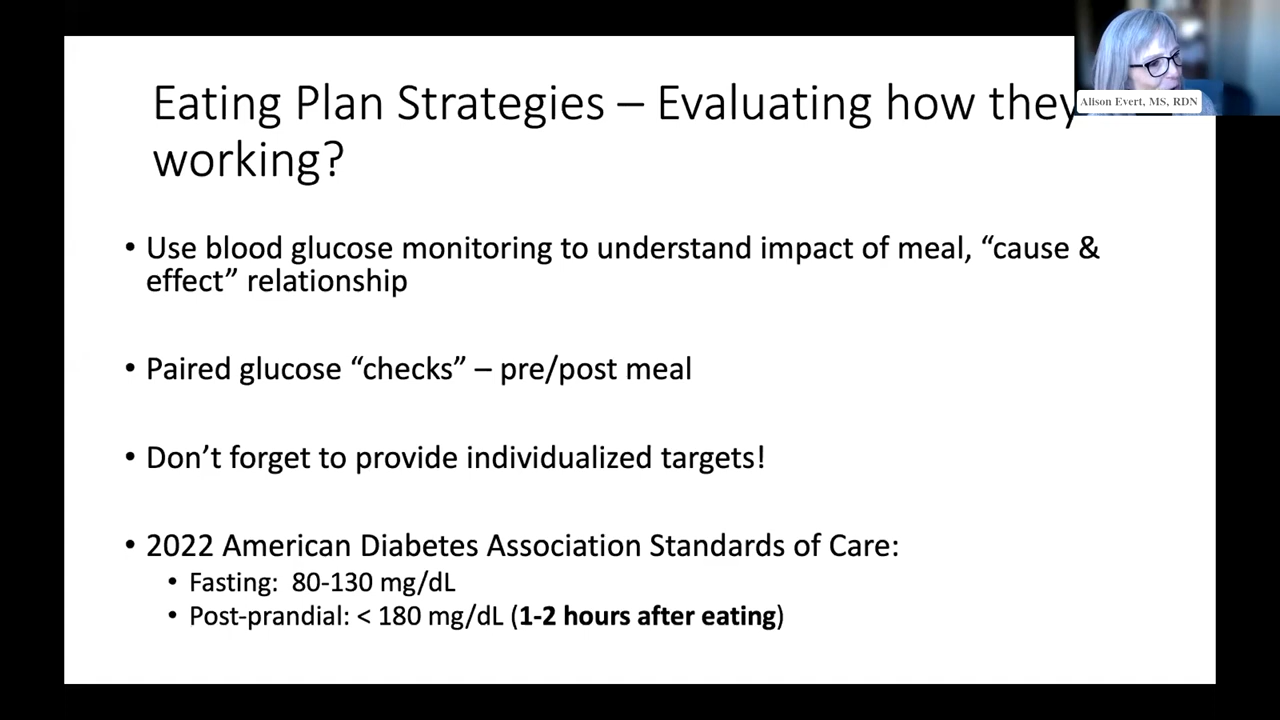 Eating Plan Strategies – Evaluating how they
working?
Alison Evert, MS, RDN
• Use blood glucose monitoring to understand impact of meal, “cause &
effect” relationship
• Paired glucose “checks” – pre/post meal
• Don’t forget to provide individualized targets!
• 2022 American Diabetes Association Standards of Care:
• Fasting:  80-130 mg/dL
• Post-prandial: < 180 mg/dL (1-2 hours after eating)